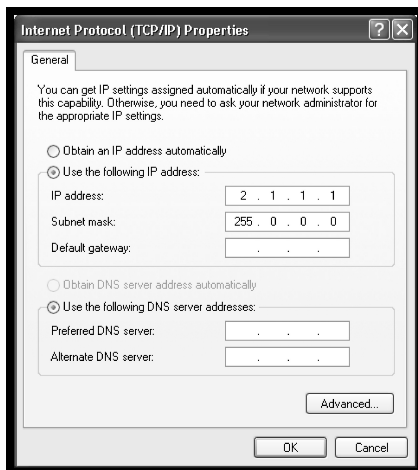 Internet Protocol (TCP/IP) Properties
General
You can get IP settings assigned automatically if your network supports
this capability. Otherwise, you need to ask your network administrator for
the appropriate IP settings.
Obtain an IP address automatically
Use the following IP address:
IP address: 2 . 1 . 1 . 1
Subnet mask: 255 . 0 . 0 . 0
Default gateway: . . .
Obtain DNS server address automatically
Use the following DNS server addresses:
Preferred DNS server: . . .
Alternate DNS server: . . .
Advanced...
OK Cancel